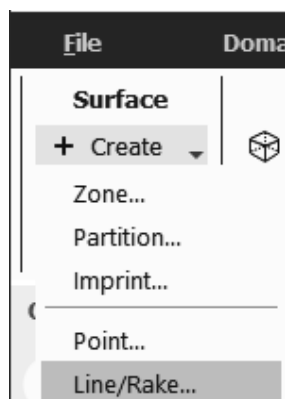 File Doma
Surface
+ Create
Zone...
Partition...
Imprint...
Point...
Line/Rake...